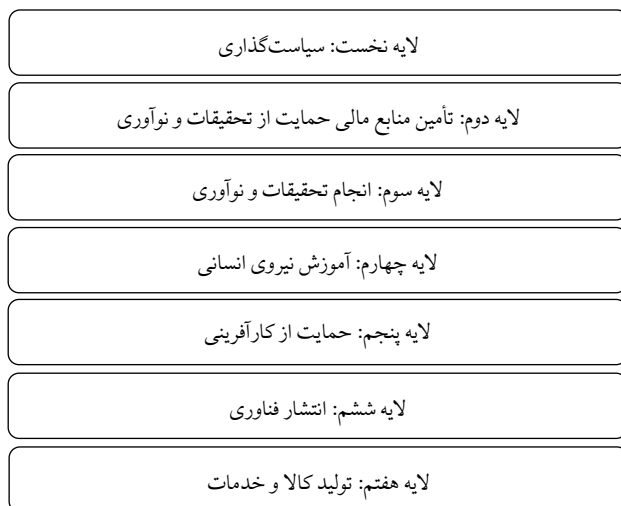 لایه نخست: سیاست‌گذاری
لایه دوم: تأمین منابع مالی حمایت از تحقیقات و نوآوری
لایه سوم: انجام تحقیقات و نوآوری
لایه چهارم: آموزش نیروی انسانی
لایه پنجم: حمایت از کارآفرینی
لایه ششم: انتشار فناوری
لایه هفتم: تولید کالا و خدمات